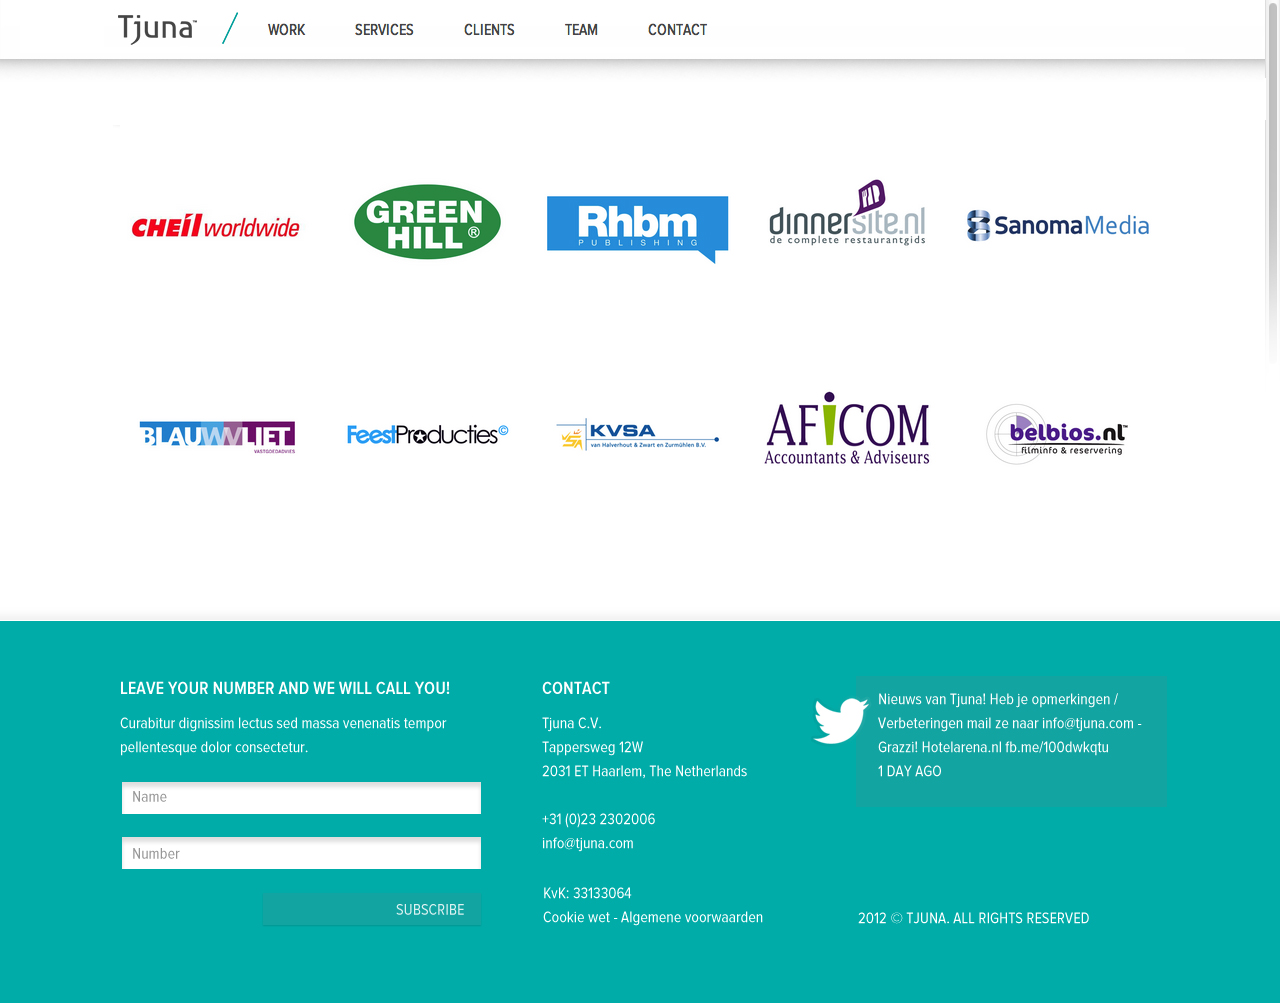 Tjuna™ WORK SERVICES CLIENTS TEAM CONTACT
CHEIL worldwide
GREEN
HILL ®
Rhbm
PUBLISHING
dinnersite.nl
de complete restaurantgids
SanomaMedia
BLAUWVLIET
VASTGOEDADVIES
FeestProducties©
KVSA
van Halverhout & Zwart en Zurmühlen B.V.
AFiCOM
Accountants & Adviseurs
belbios.nl™
filminfo & reservering
LEAVE YOUR NUMBER AND WE WILL CALL YOU!
Curabitur dignissim lectus sed massa venenatis tempor
pellentesque dolor consectetur.
Name
Number
SUBSCRIBE
CONTACT
Tjuna C.V.
Tappersweg 12W
2031 ET Haarlem, The Netherlands
+31 (0)23 2302006
info@tjuna.com
KvK: 33133064
Cookie wet - Algemene voorwaarden
Nieuws van Tjuna! Heb je opmerkingen /
Verbeteringen mail ze naar info@tjuna.com -
Grazzi! Hotelarena.nl fb.me/100dwkqtu
1 DAY AGO
2012 © TJUNA. ALL RIGHTS RESERVED